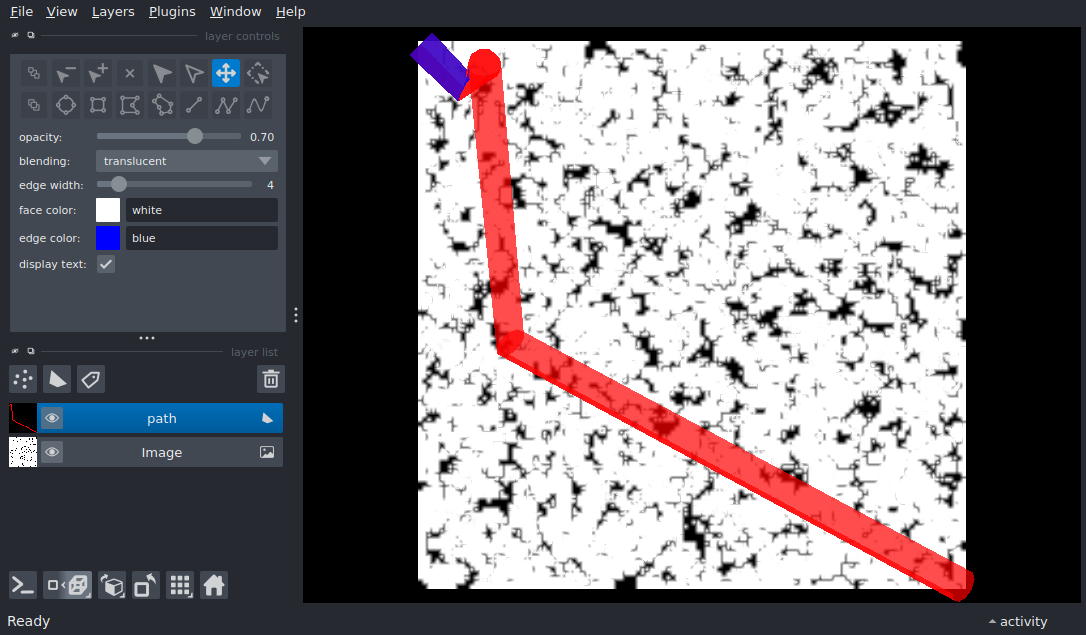 File View Layers Plugins Window Help
layer controls
opacity: 0.70
blending: translucent
edge width: 4
face color: white
edge color: blue
display text:
layer list
path
Image
Ready activity